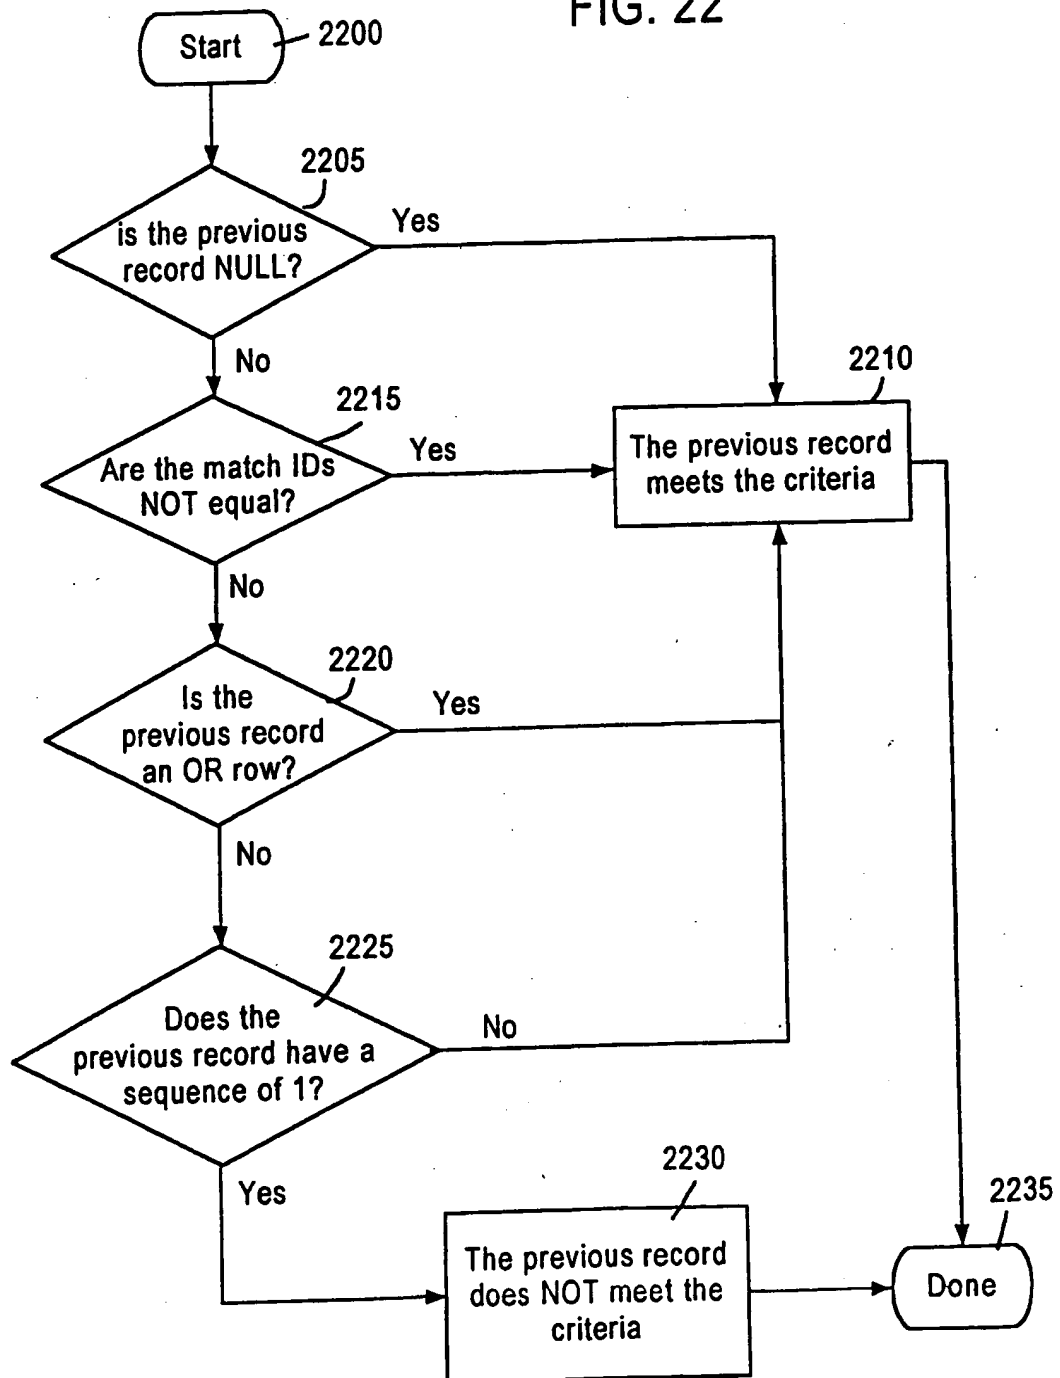 FIG. 22
Start
2200
2205
is the previous
record NULL?
Yes
No
2210
2215
Are the match IDs
NOT equal?
Yes
The previous record
meets the criteria
No
2220
Is the
previous record
an OR row?
Yes
No
2225
Does the
previous record have a
sequence of 1?
No
Yes
2230
The previous record
does NOT meet the
criteria
2235
Done